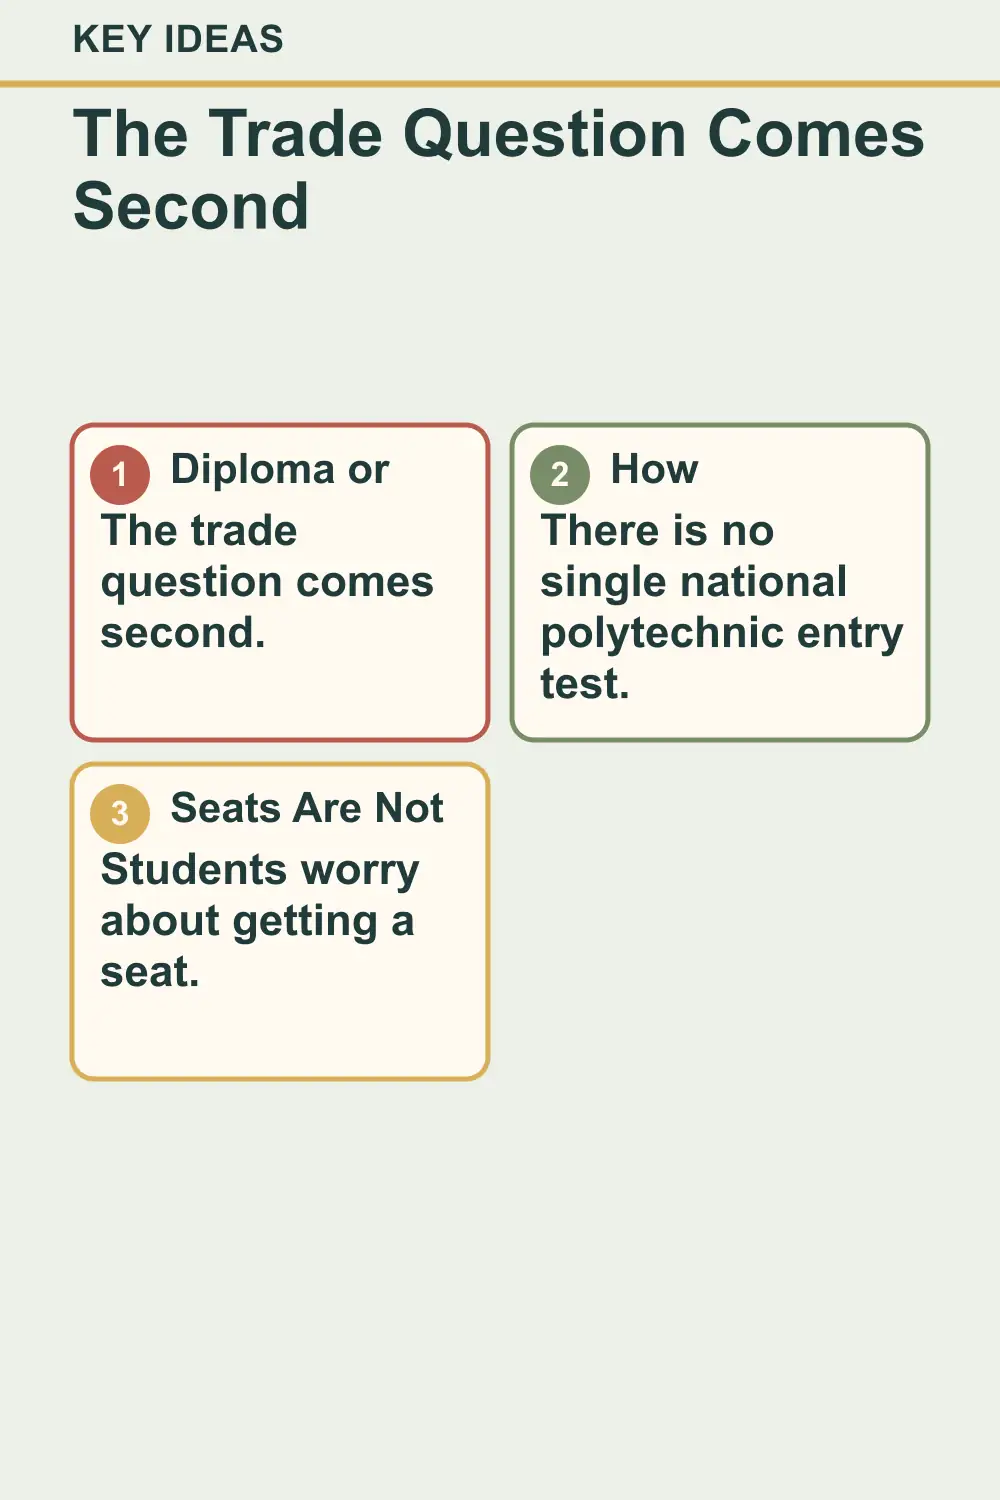 KEY IDEAS
The Trade Question Comes
Second
1 Diploma or
The trade
question comes
second.
2 How
There is no
single national
polytechnic entry
test.
3 Seats Are Not
Students worry
about getting a
seat.